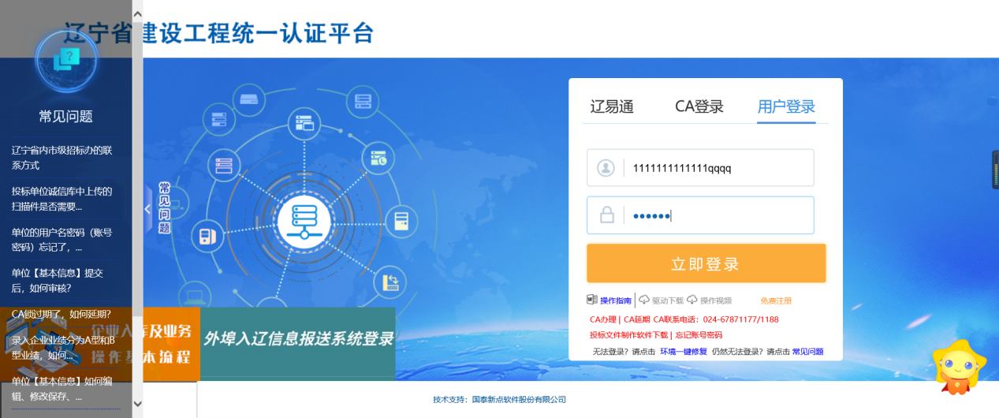 辽宁省建设工程统一认证平台
常见问题
辽宁省内市级招标办的联
系方式
投标单位诚信库中上传的
扫描件是否需要...
单位的用户名密码（账号
密码）忘记了，...
单位【基本信息】提交
后，如何审核？
CA锁过期了，如何延期？
录入企业业绩分为A型和B
型业绩，如何...
单位【基本信息】如何编
辑、修改保存、...
常见问题
企业入库及业务
操作基本流程
外埠入辽信息报送系统登录
辽易通 CA登录 用户登录
1111111111111qqqq
立即登录
操作指南 驱动下载 操作视频 免费注册
CA办理 | CA延期 CA联系电话：024-67871177/1188
投标文件制作软件下载 | 忘记账号密码
无法登录？请点击 环境一键修复 仍然无法登录？请点击 常见问题
技术支持：国泰新点软件股份有限公司